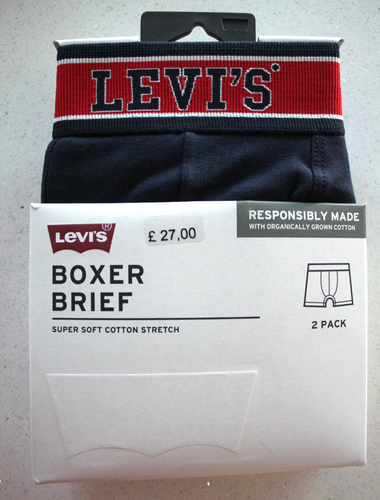 LEVI'S
Levi's ®
£ 27,00
RESPONSIBLY MADE
WITH ORGANICALLY GROWN COTTON
BOXER
BRIEF
SUPER SOFT COTTON STRETCH
2 PACK